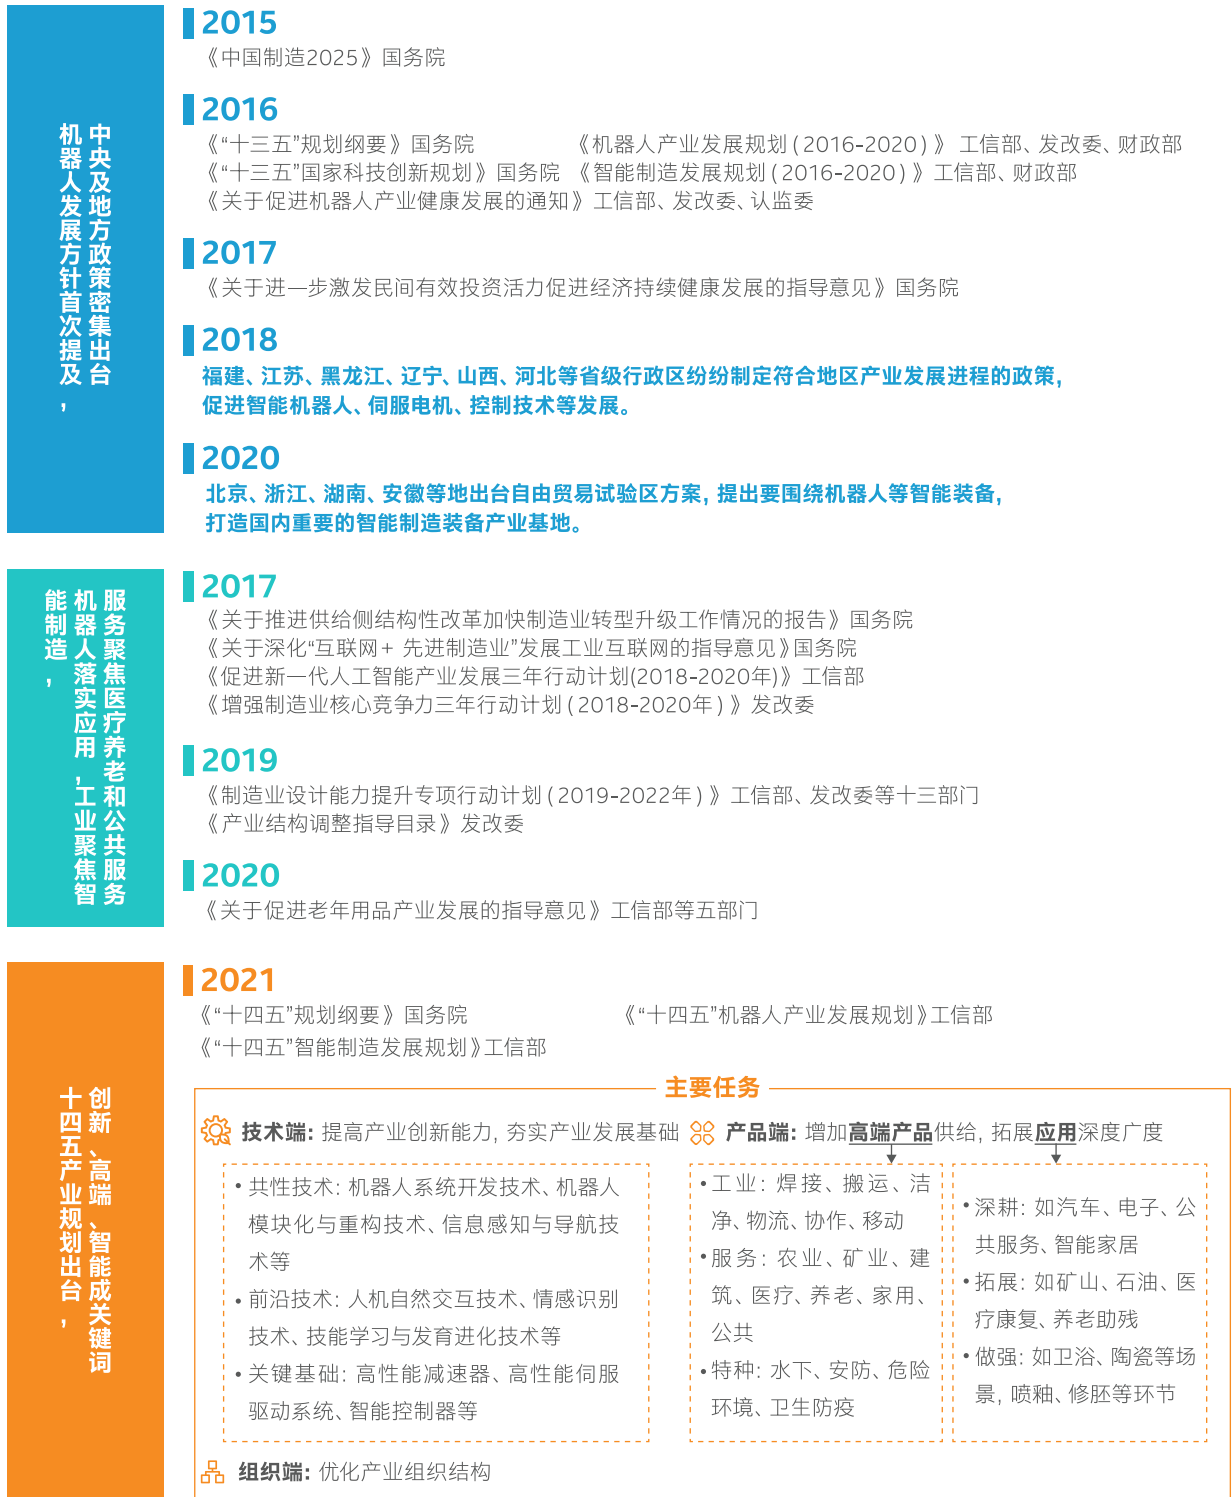 机器人发展方针首次提及，
中央及地方政策密集出台
2015
《中国制造2025》国务院
2016
《“十三五”规划纲要》国务院 《机器人产业发展规划(2016-2020)》 工信部、发改委、财政部
《“十三五”国家科技创新规划》国务院 《智能制造发展规划(2016-2020)》工信部、财政部
《关于促进机器人产业健康发展的通知》工信部、发改委、认监委
2017
《关于进一步激发民间有效投资活力促进经济持续健康发展的指导意见》国务院
2018
福建、江苏、黑龙江、辽宁、山西、河北等省级行政区纷纷制定符合地区产业发展进程的政策，
促进智能机器人、伺服电机、控制技术等发展。
2020
北京、浙江、湖南、安徽等地出台自由贸易试验区方案，提出要围绕机器人等智能装备，
打造国内重要的智能制造装备产业基地。
能制造，
机器人落实应用，工业聚焦智
服务聚焦医疗养老和公共服务
2017
《关于推进供给侧结构性改革加快制造业转型升级工作情况的报告》国务院
《关于深化“互联网+ 先进制造业”发展工业互联网的指导意见》国务院
《促进新一代人工智能产业发展三年行动计划(2018-2020年)》工信部
《增强制造业核心竞争力三年行动计划(2018-2020年)》发改委
2019
《制造业设计能力提升专项行动计划(2019-2022年)》工信部、发改委等十三部门
《产业结构调整指导目录》发改委
2020
《关于促进老年用品产业发展的指导意见》工信部等五部门
十四五产业规划出台，
创新、高端、智能成关键词
2021
《“十四五”规划纲要》国务院 《“十四五”机器人产业发展规划》工信部
《“十四五”智能制造发展规划》工信部
主要任务
技术端：提高产业创新能力，夯实产业发展基础
• 共性技术：机器人系统开发技术、机器人
模块化与重构技术、信息感知与导航技
术等
• 前沿技术：人机自然交互技术、情感识别
技术、技能学习与发育进化技术等
• 关键基础：高性能减速器、高性能伺服
驱动系统、智能控制器等
产品端：增加高端产品供给，拓展应用深度广度
• 工业：焊接、搬运、洁
净、物流、协作、移动
• 服务：农业、矿业、建
筑、医疗、养老、家用、
公共
• 特种：水下、安防、危险
环境、卫生防疫
• 深耕：如汽车、电子、公
共服务、智能家居
• 拓展：如矿山、石油、医
疗康复、养老助残
• 做强：如卫浴、陶瓷等场
景，喷釉、修胚等环节
组织端：优化产业组织结构